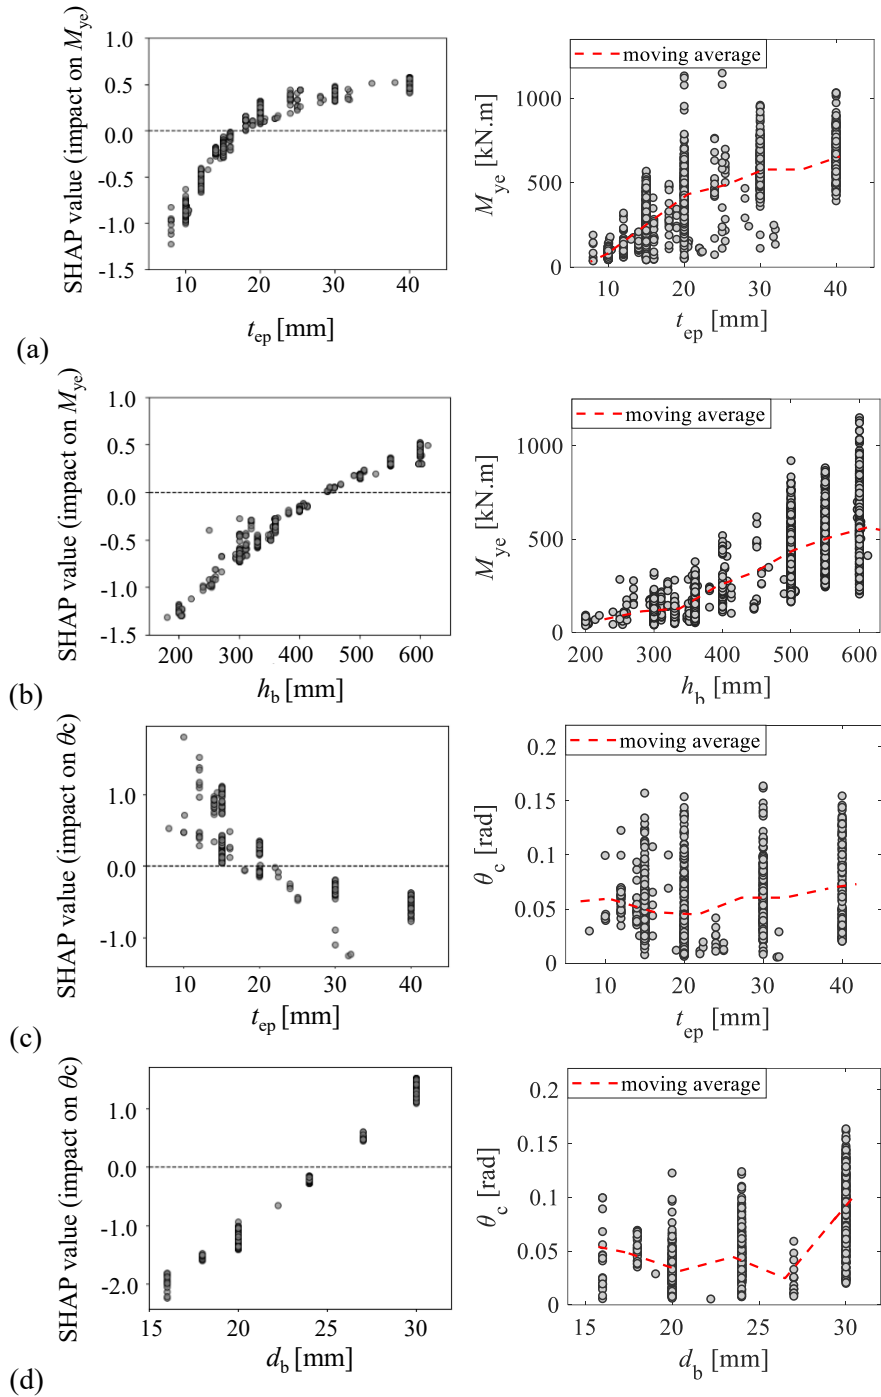 SHAP value (impact on Mye)
1.0
0.5
0.0
-0.5
-1.0
-1.5
10
20
30
40
tep [mm]
moving average
Mye [kN.m]
1000
500
0
10
20
30
40
tep [mm]
(a)
SHAP value (impact on Mye)
1.0
0.5
0.0
-0.5
-1.0
-1.5
200
300
400
500
600
hb [mm]
moving average
Mye [kN.m]
1000
500
0
200
300
400
500
600
hb [mm]
(b)
SHAP value (impact on θc)
1.0
0.0
-1.0
10
20
30
40
tep [mm]
moving average
θc [rad]
0.2
0.15
0.1
0.05
0
10
20
30
40
tep [mm]
(c)
SHAP value (impact on θc)
1.0
0.0
-1.0
-2.0
15
20
25
30
db [mm]
moving average
θc [rad]
0.2
0.15
0.1
0.05
0
15
20
25
30
db [mm]
(d)